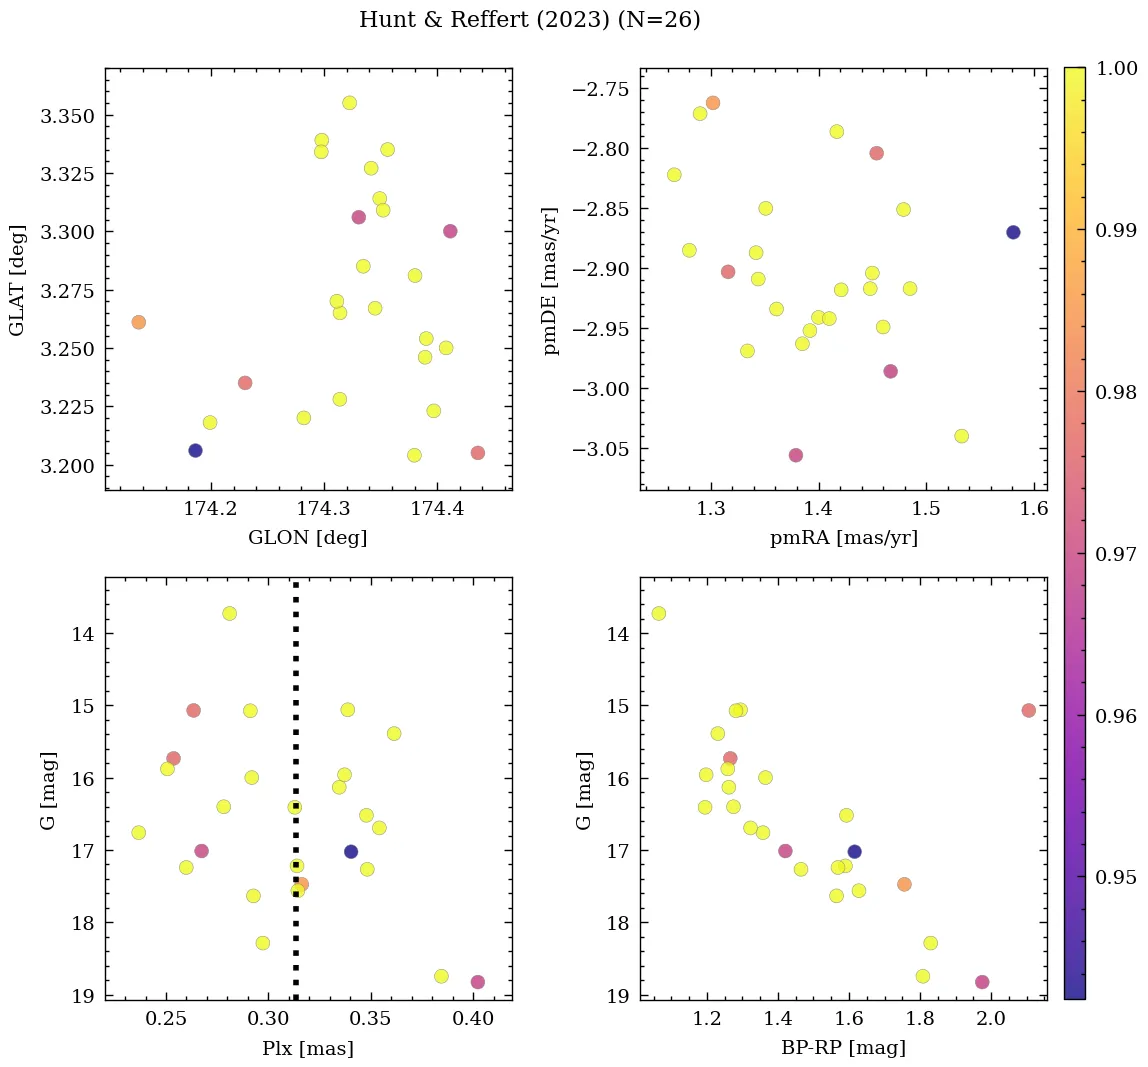 Hunt & Reffert (2023) (N=26)
3.350
3.325
3.300
3.275
3.250
3.225
3.200
GLAT [deg]
174.2 174.3 174.4
GLON [deg]
−2.75
−2.80
−2.85
−2.90
−2.95
−3.00
−3.05
pmDE [mas/yr]
1.3 1.4 1.5 1.6
pmRA [mas/yr]
14
15
16
17
18
19
G [mag]
0.25 0.30 0.35 0.40
Plx [mas]
14
15
16
17
18
19
G [mag]
1.2 1.4 1.6 1.8 2.0
BP-RP [mag]
1.00
0.99
0.98
0.97
0.96
0.95